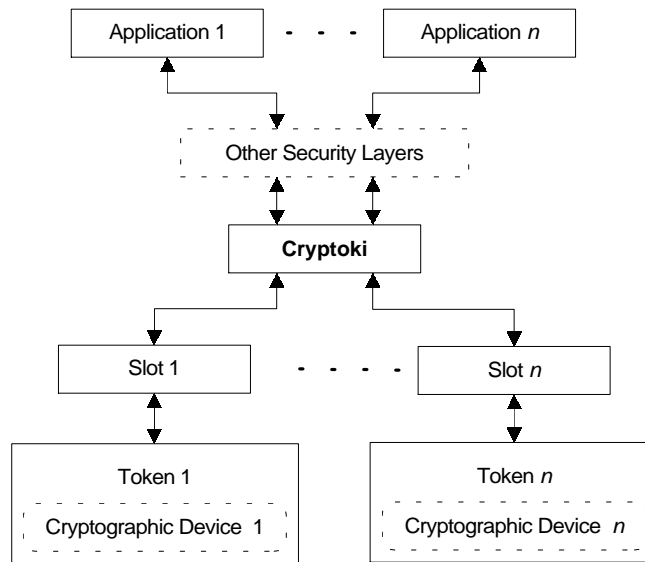 Application 1
Application n
Other Security Layers
Cryptoki
Slot 1
Slot n
Token 1
Token n
Cryptographic Device 1
Cryptographic Device n